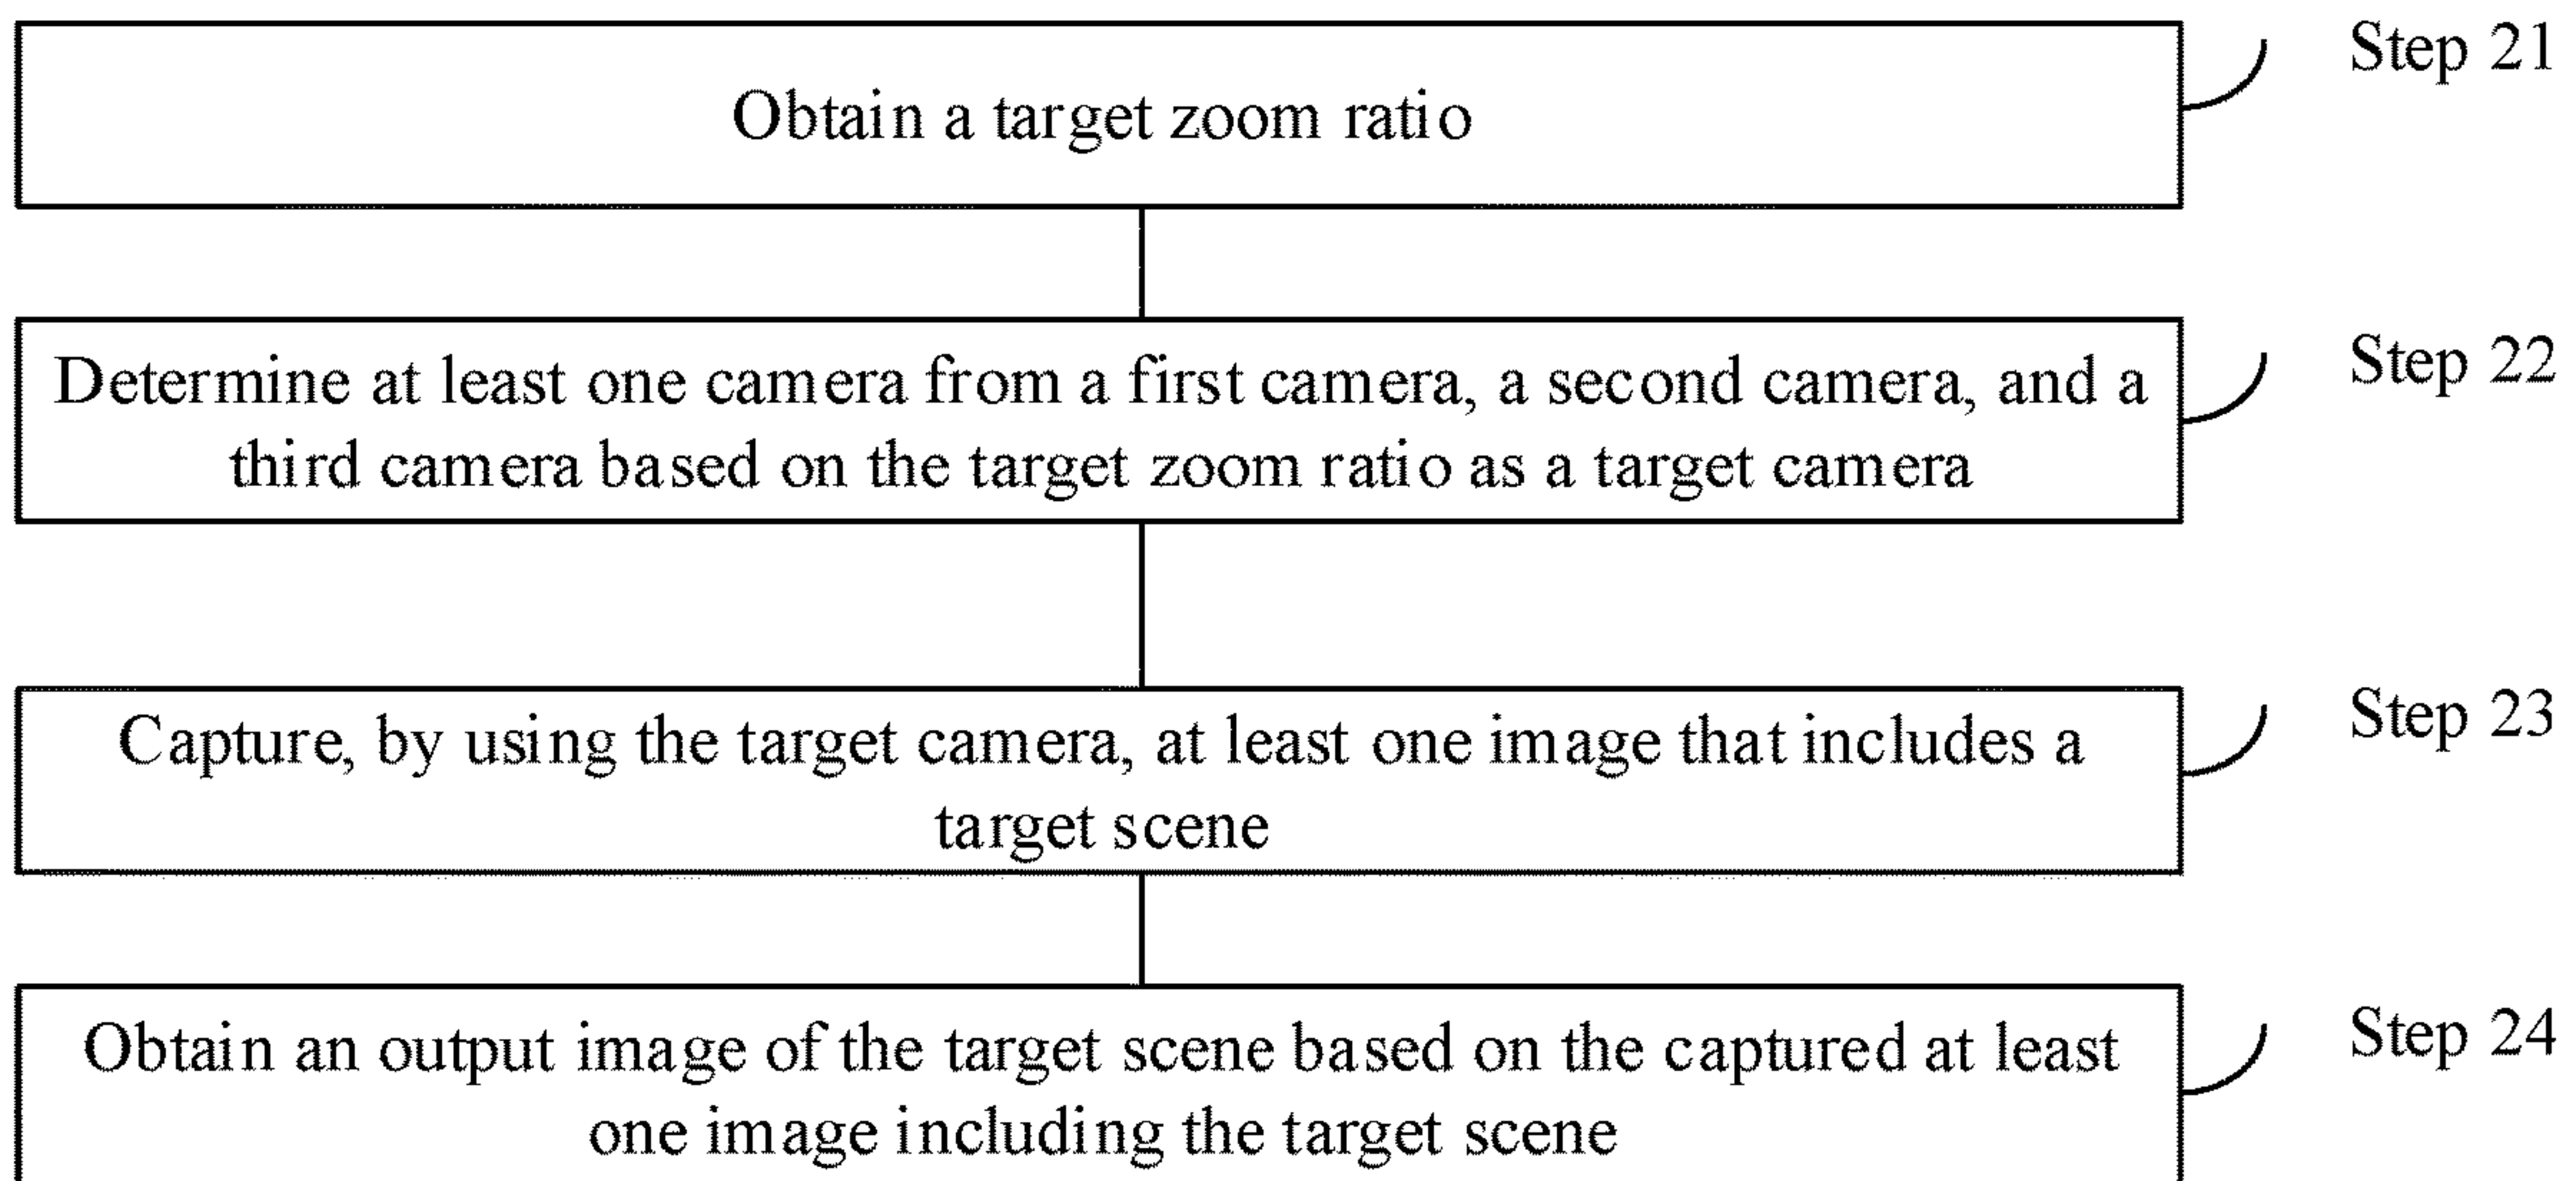 Obtain a target zoom ratio
Step 21
Determine at least one camera from a first camera, a second camera, and a
third camera based on the target zoom ratio as a target camera
Step 22
Capture, by using the target camera, at least one image that includes a
target scene
Step 23
Obtain an output image of the target scene based on the captured at least
one image including the target scene
Step 24